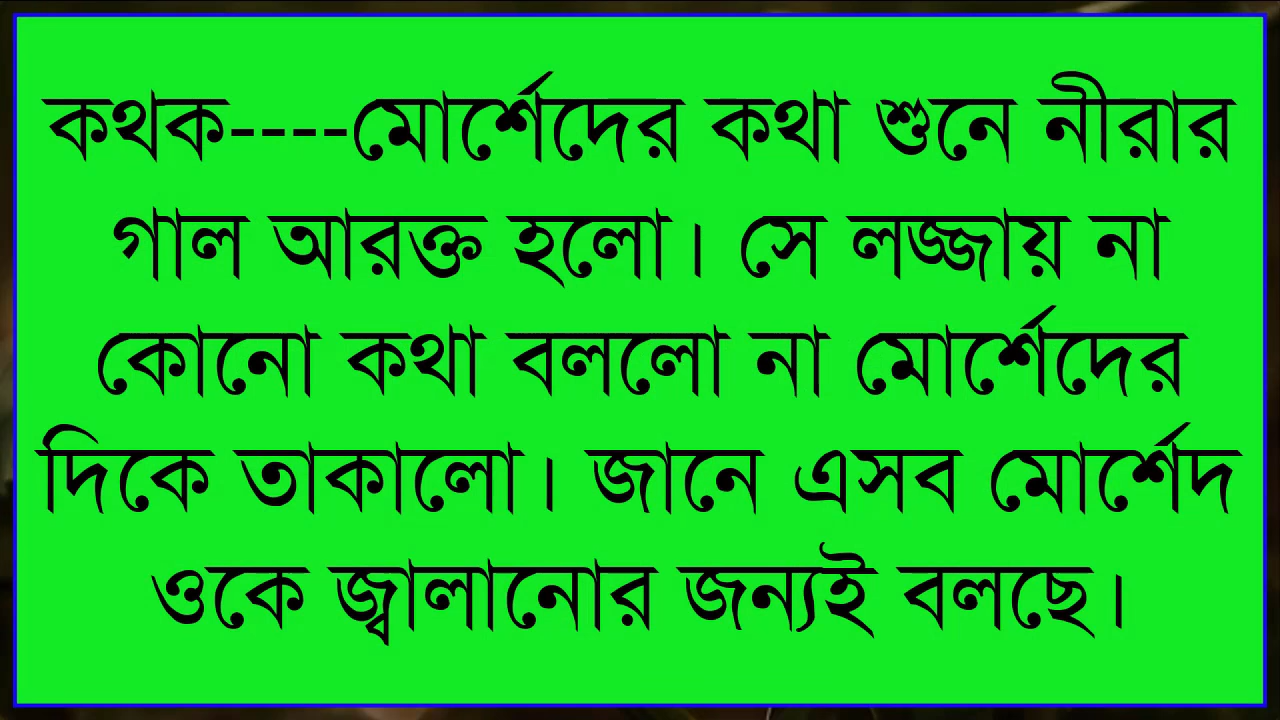 কথক----মোর্শেদের কথা শুনে নীরার
গাল আরক্ত হলো। সে লজ্জায় না
কোনো কথা বললো না মোর্শেদের
দিকে তাকালো। জানে এসব মোর্শেদ
ওকে জ্বালানোর জন্যই বলছে।